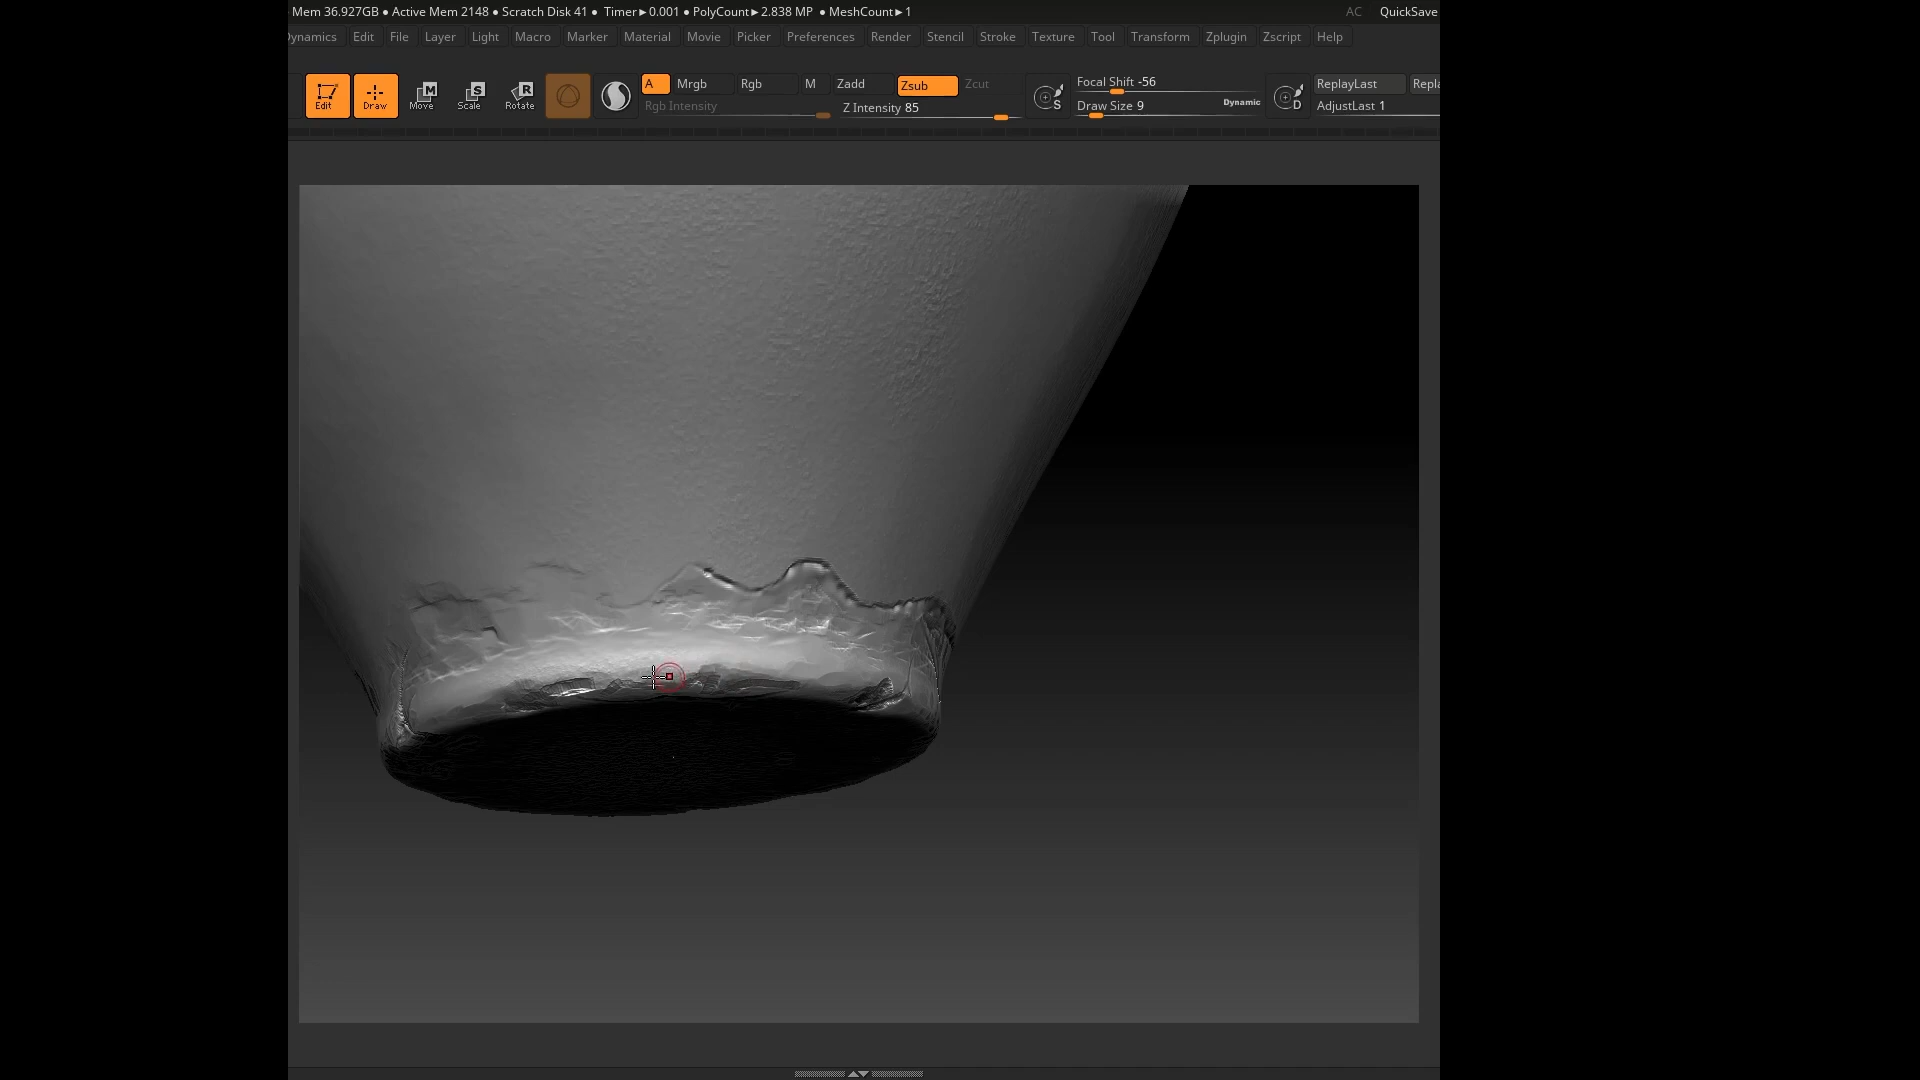 Mem 36.927GB ● Active Mem 2148 ● Scratch Disk 41 ● Timer►0.001 ● PolyCount►2.838 MP ● MeshCount►1 AC QuickSave
Dynamics Edit File Layer Light Macro Marker Material Movie Picker Preferences Render Stencil Stroke Texture Tool Transform Zplugin Zscript Help
Edit Draw Move Scale Rotate
M S R
A Mrgb Rgb M Zadd Zsub Zcut
Rgb Intensity Z Intensity 85
S Focal Shift -56
Draw Size 9 Dynamic
D ReplayLast Repla
AdjustLast 1